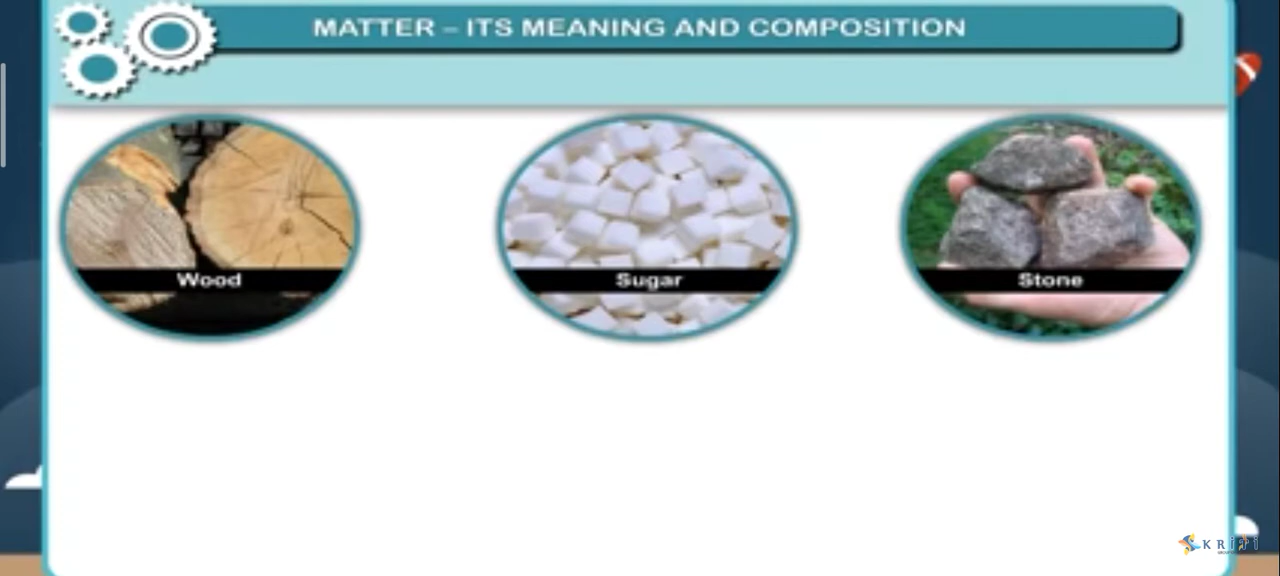 MATTER – ITS MEANING AND COMPOSITION
Wood
Sugar
Stone